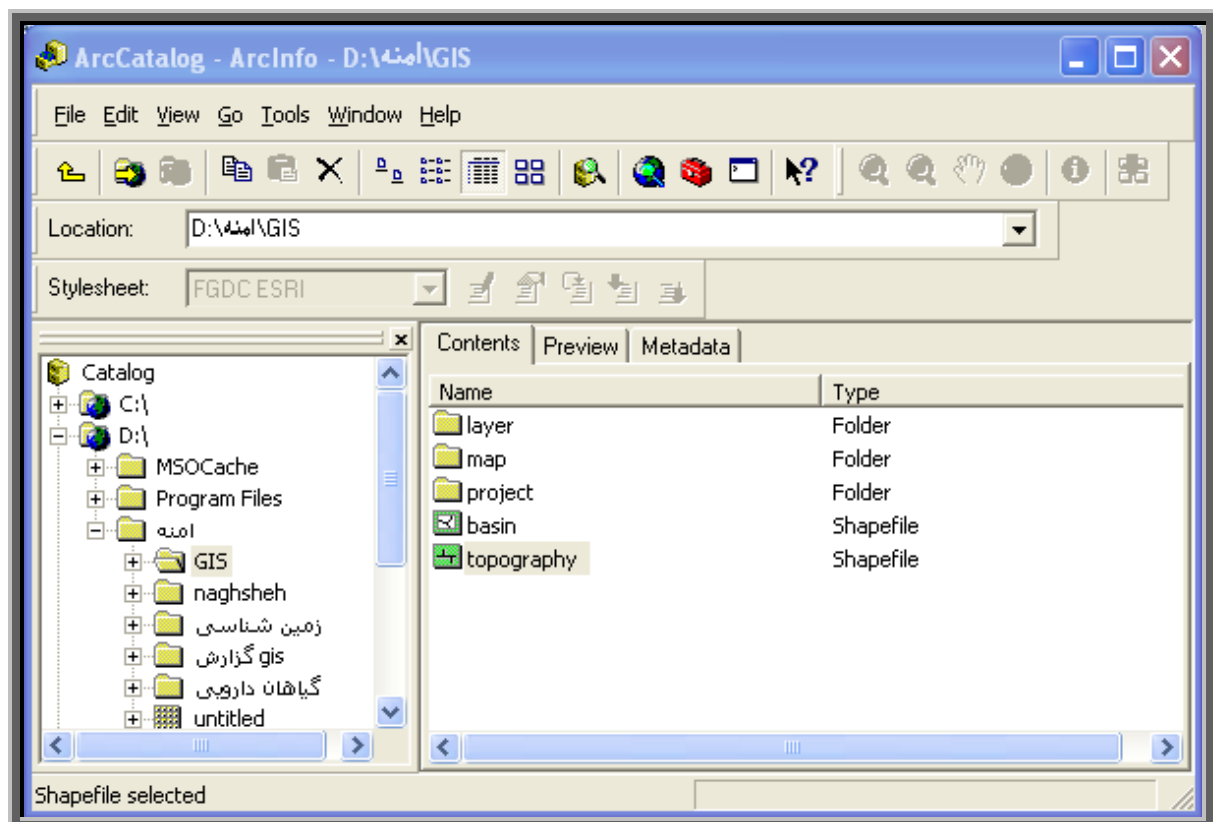 ArcCatalog - ArcInfo - D:\امنه\GIS
File Edit View Go Tools Window Help
Location: D:\امنه\GIS
Stylesheet: FGDC ESRI
Catalog
C:\
D:\
MSOCache
Program Files
امنه
GIS
naghsheh
زمین شناسی
گزارش gis
گیاهان دارویی
untitled
Contents Preview Metadata
Name Type
layer Folder
map Folder
project Folder
basin Shapefile
topography Shapefile
Shapefile selected